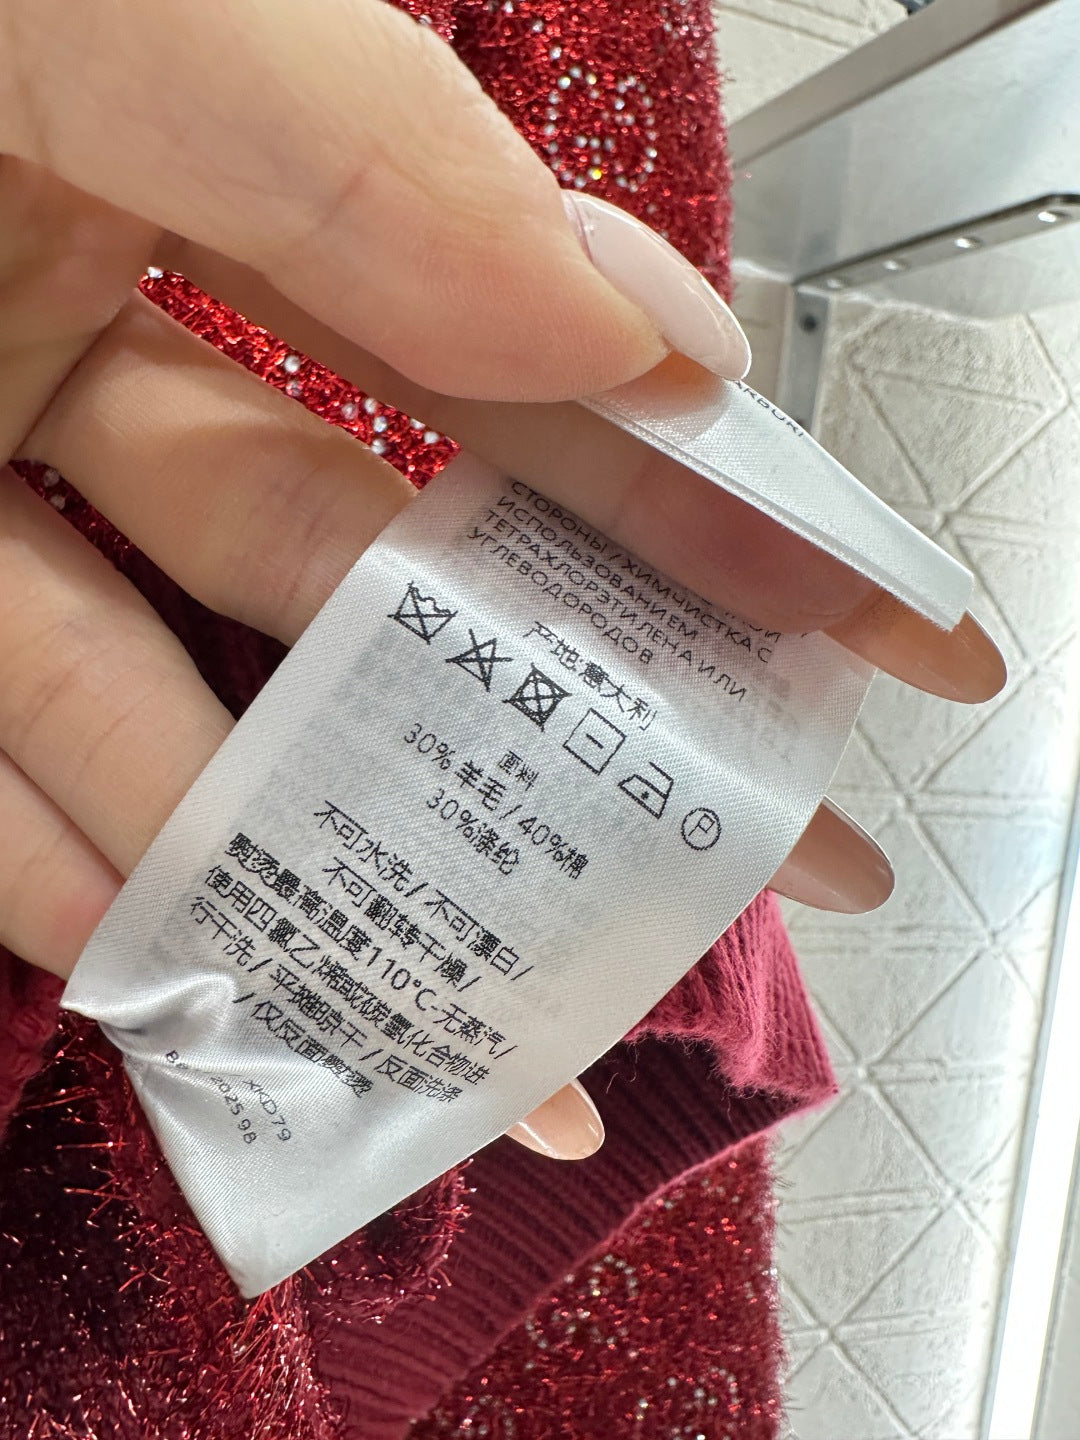 СТОРОНЫ / ХИМЧИСТКА С
ИСПОЛЬЗОВАНИЕМ
ТЕТРАХЛОРЭТИЛЕНА ИЛИ
УГЛЕВОДОРОДОВ
产地:意大利
P
面料
30% 羊毛 / 40%棉
30%涤纶
不可水洗 / 不可漂白 /
不可翻转干燥 /
熨烫最高温度110°C-无蒸汽 /
使用四氯乙烯或碳氢化合物进
行干洗 / 平摊晾干 / 反面洗涤
/ 仅反面熨烫
XKD79
2025 98